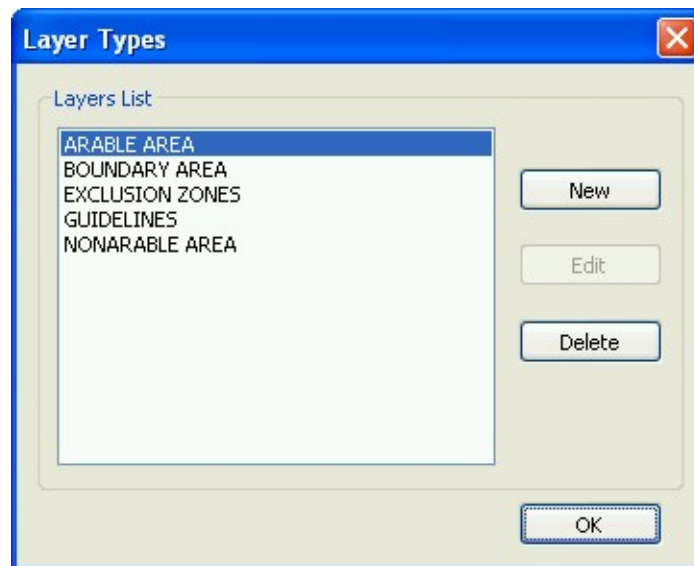 Layer Types
Layers List
ARABLE AREA
BOUNDARY AREA
EXCLUSION ZONES
GUIDELINES
NONARABLE AREA
New
Edit
Delete
OK